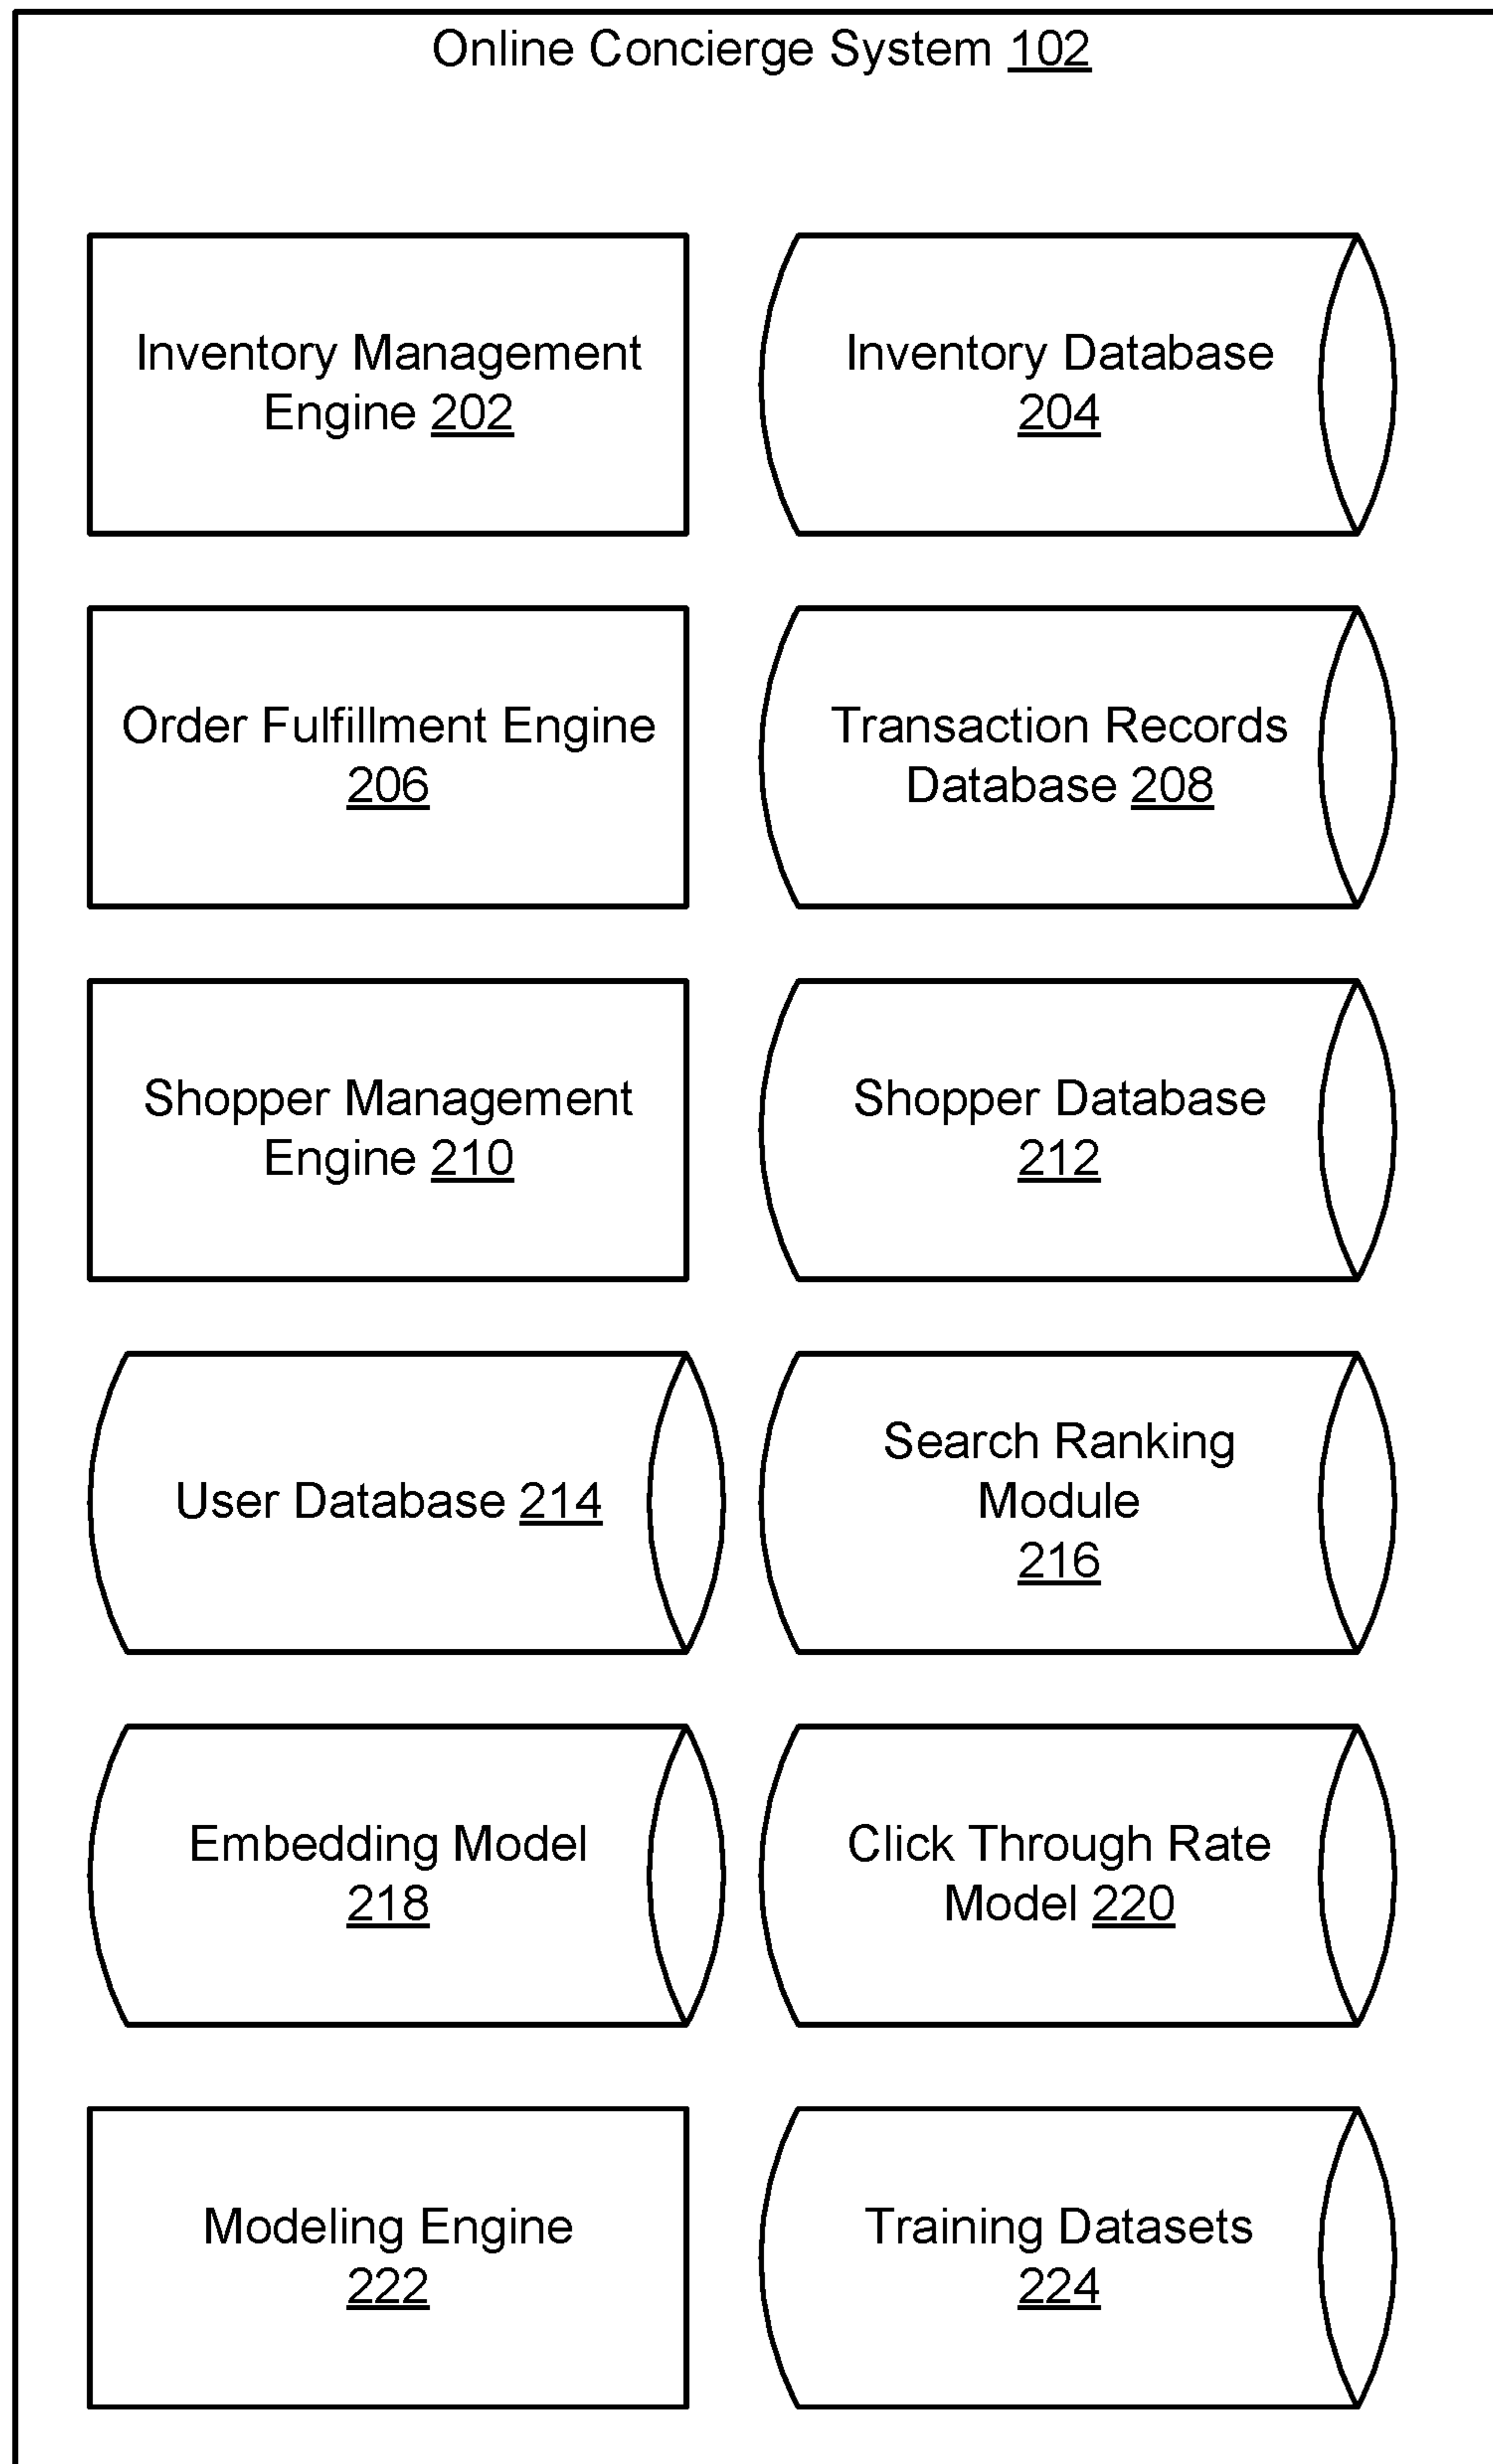 Online Concierge System 102
Inventory Management
Engine 202
Inventory Database
204
Order Fulfillment Engine
206
Transaction Records
Database 208
Shopper Management
Engine 210
Shopper Database
212
User Database 214
Search Ranking
Module
216
Embedding Model
218
Click Through Rate
Model 220
Modeling Engine
222
Training Datasets
224